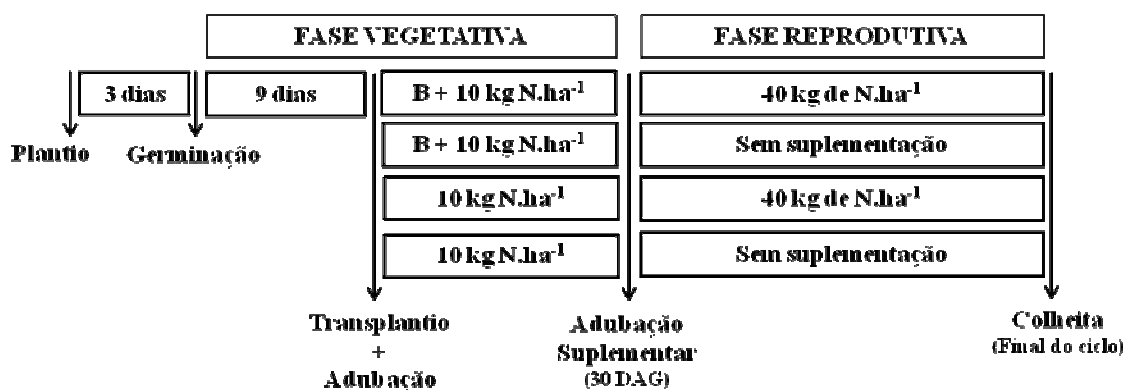 FASE VEGETATIVA
FASE REPRODUTIVA
3 dias
9 dias
B + 10 kg N.ha⁻¹
40 kg de N.ha⁻¹
Plantio
Germinação
B + 10 kg N.ha⁻¹
Sem suplementação
10 kg N.ha⁻¹
40 kg de N.ha⁻¹
10 kg N.ha⁻¹
Sem suplementação
Transplantio
+
Adubação
Adubação
Suplementar
(30 DAG)
Colheita
(Final do ciclo)